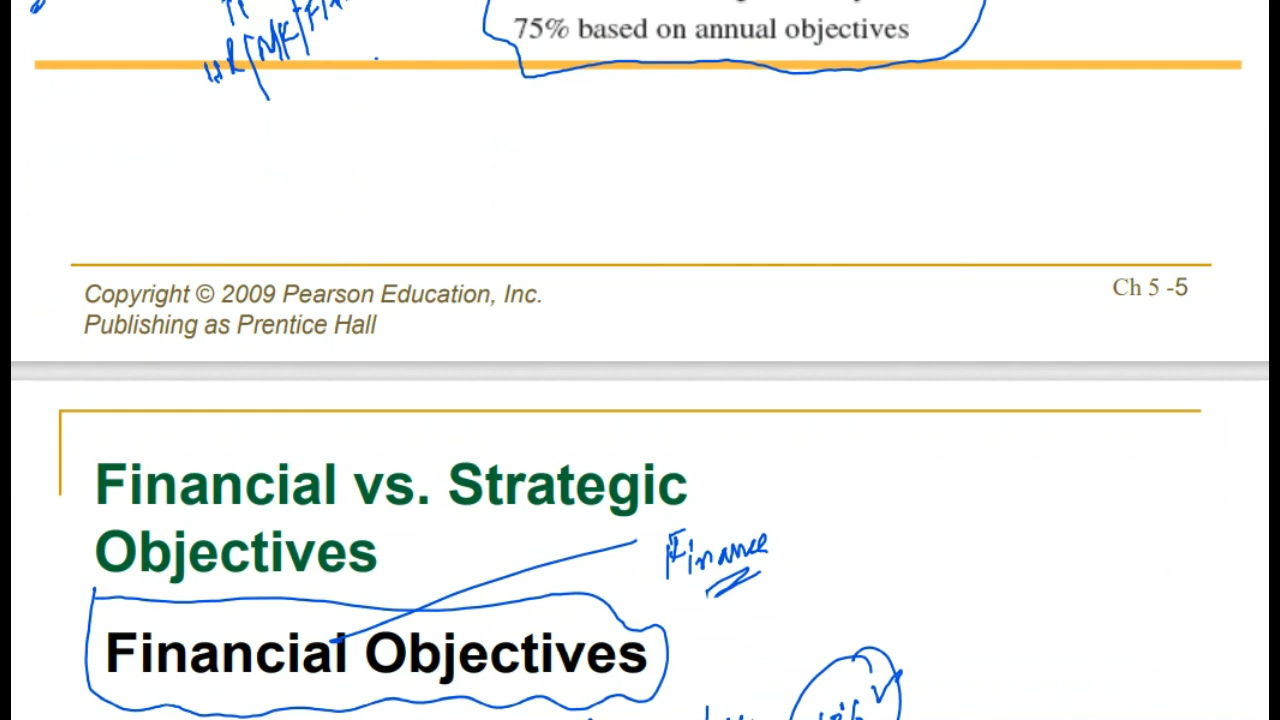 75% based on annual objectives
Copyright © 2009 Pearson Education, Inc.
Publishing as Prentice Hall
Ch 5 -5
Financial vs. Strategic
Objectives
Finance
Financial Objectives